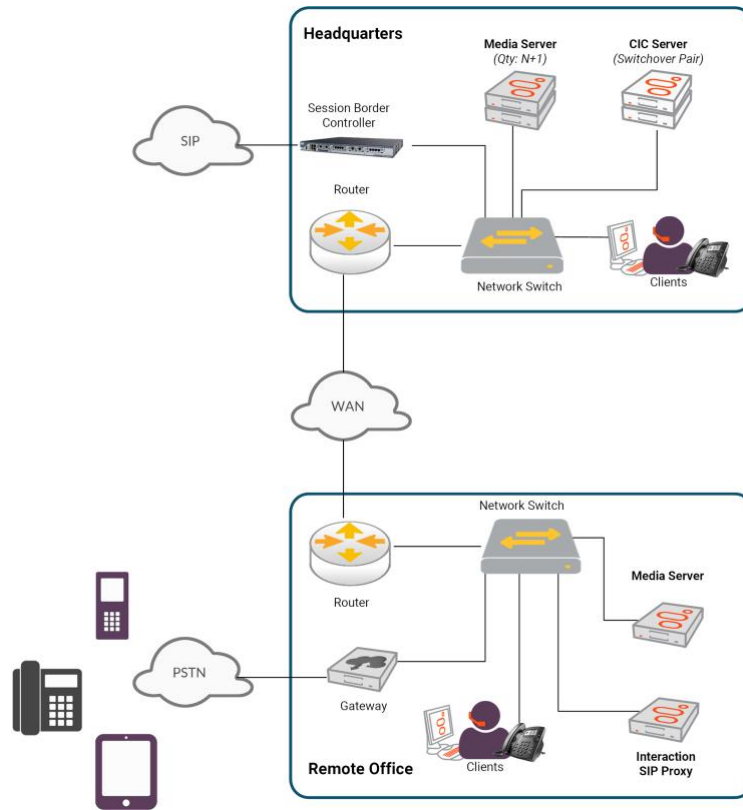 Headquarters
Media Server
(Qty: N+1)
CIC Server
(Switchover Pair)
Session Border
Controller
SIP
Router
Network Switch
Clients
WAN
Network Switch
Router
Media Server
PSTN
Gateway
Clients
Interaction
SIP Proxy
Remote Office